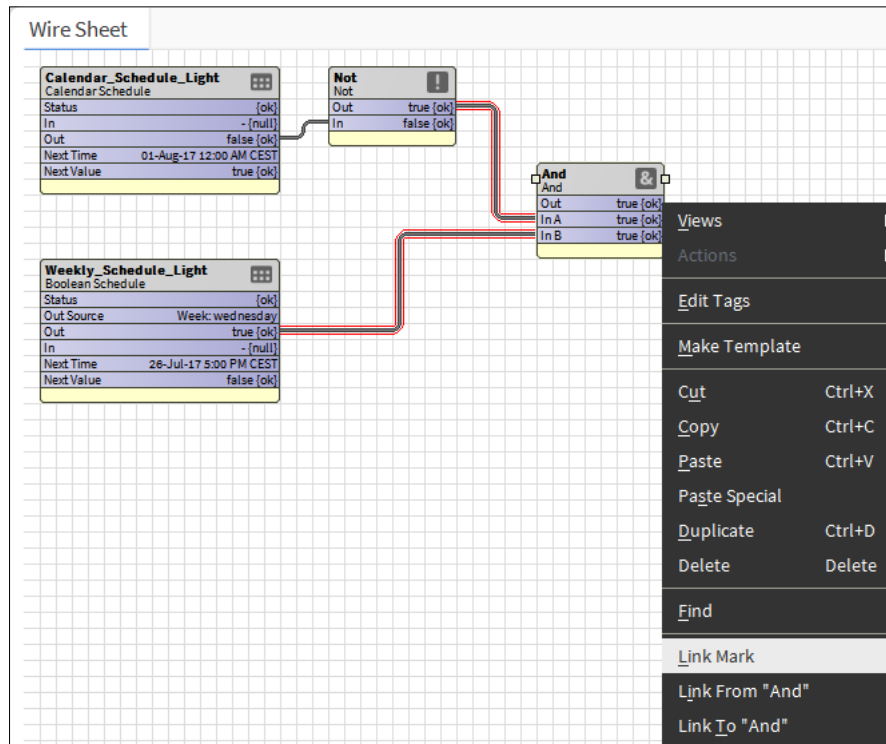 Wire Sheet
Calendar_Schedule_Light
Calendar Schedule
Status {ok}
In - {null}
Out false {ok}
Next Time 01-Aug-17 12:00 AM CEST
Next Value true {ok}
Not
Not
Out true {ok}
In false {ok}
And
And
&
Out true {ok}
In A true {ok}
In B true {ok}
Weekly_Schedule_Light
Boolean Schedule
Status {ok}
Out Source Week: wednesday
Out true {ok}
In - {null}
Next Time 26-Jul-17 5:00 PM CEST
Next Value false {ok}
Views
Actions
Edit Tags
Make Template
Cut Ctrl+X
Copy Ctrl+C
Paste Ctrl+V
Paste Special
Duplicate Ctrl+D
Delete Delete
Find
Link Mark
Link From "And"
Link To "And"